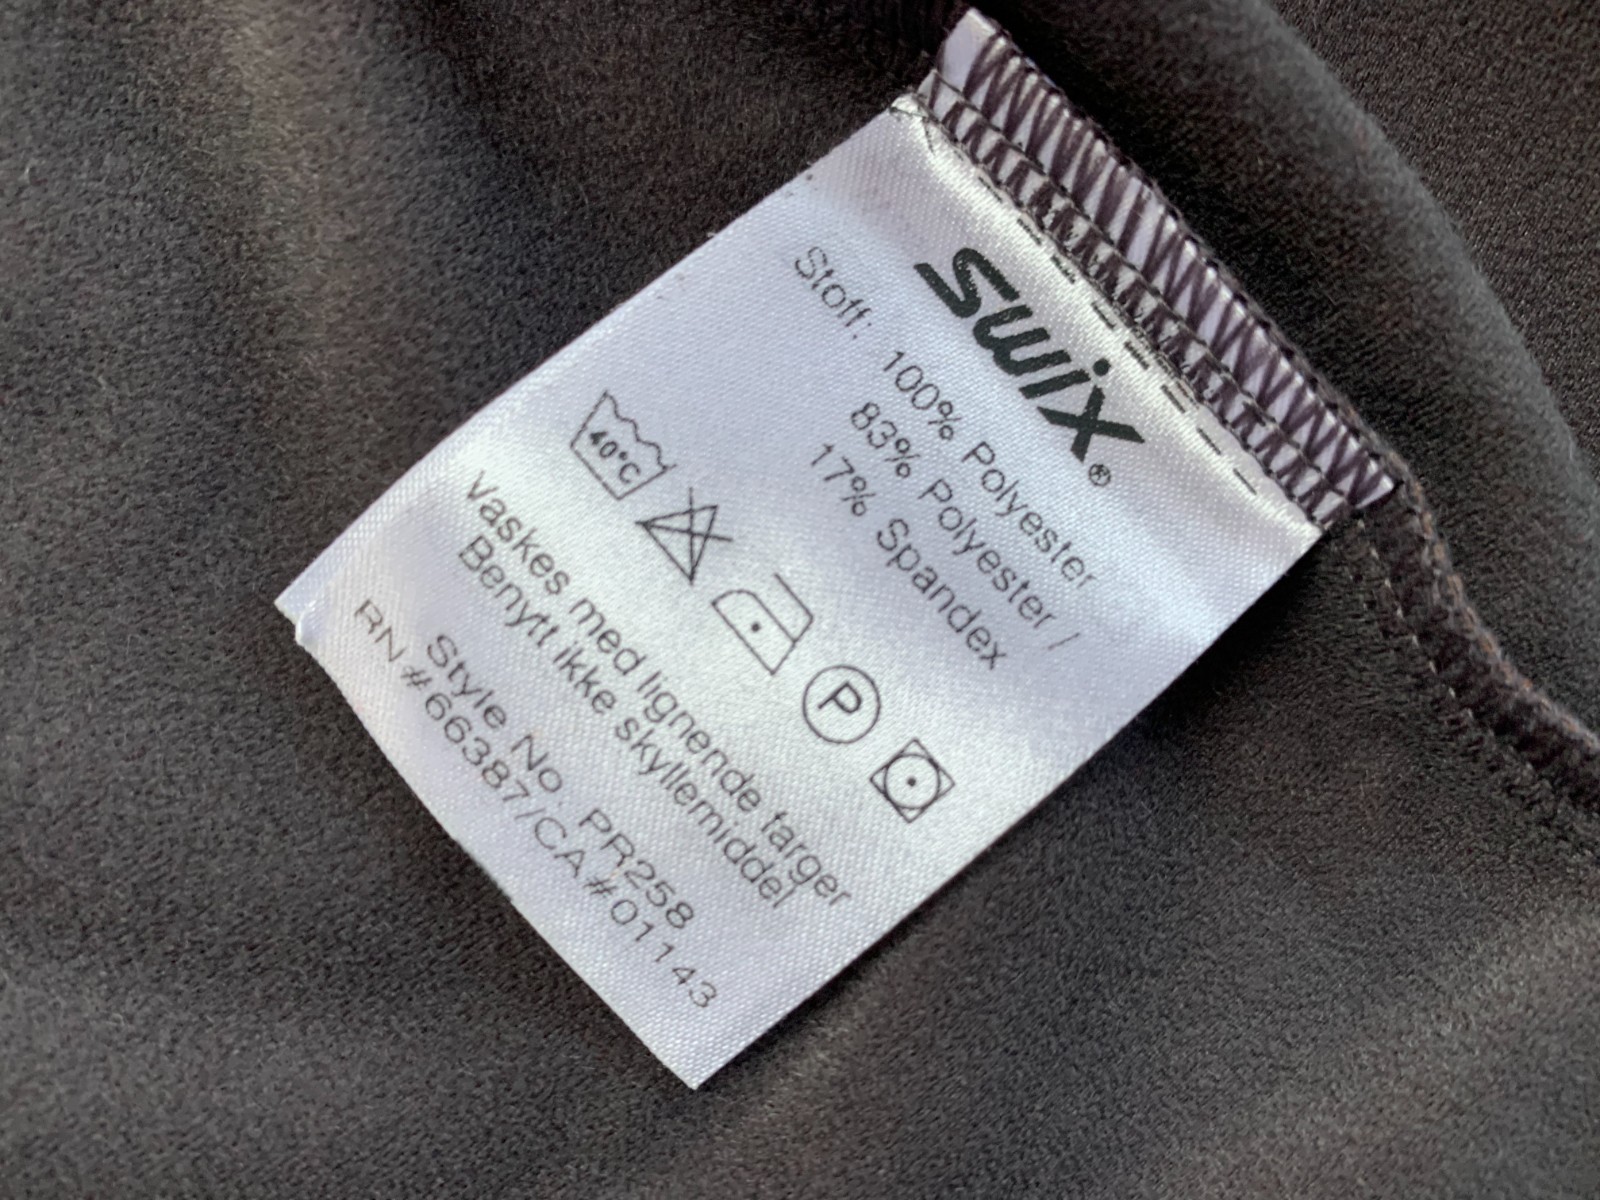 swix®
Stoff: 100% Polyester
83% Polyester /
17% Spandex
40°C P
Vaskes med lignende farger
Benytt ikke skyllemiddel
Style No. PR258
RN #66387/CA#01143